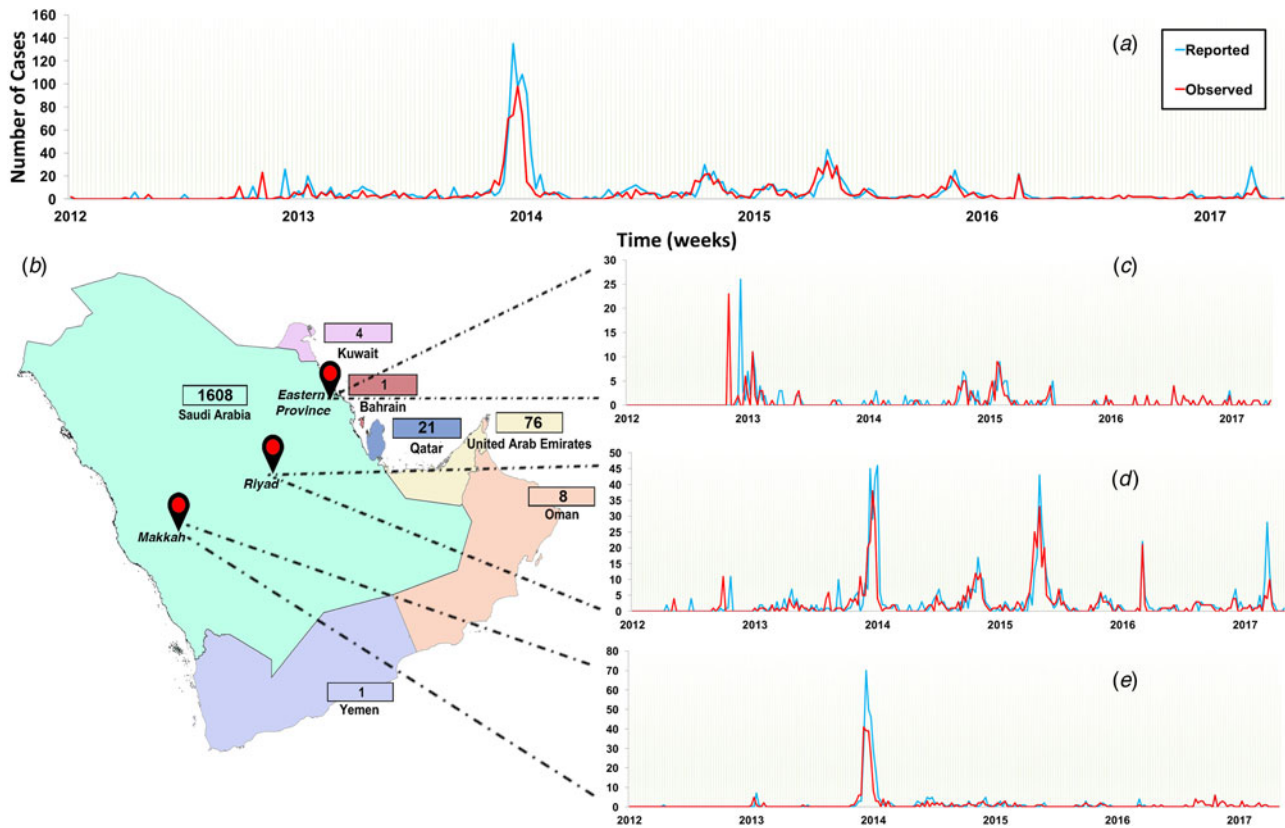 160
140
120
100
80
60
40
20
0
Number of Cases
(a)
Reported
Observed
2012 2013 2014 2015 2016 2017
Time (weeks)
(b)
4
Kuwait
1608
Saudi Arabia
Eastern
Province
1
Bahrain
21
Qatar
76
United Arab Emirates
Riyad
8
Oman
Makkah
1
Yemen
(c)
30
25
20
15
10
5
0
2012 2013 2014 2015 2016 2017
(d)
50
45
40
35
30
25
20
15
10
5
0
2012 2013 2014 2015 2016 2017
(e)
80
70
60
50
40
30
20
10
0
2012 2013 2014 2015 2016 2017